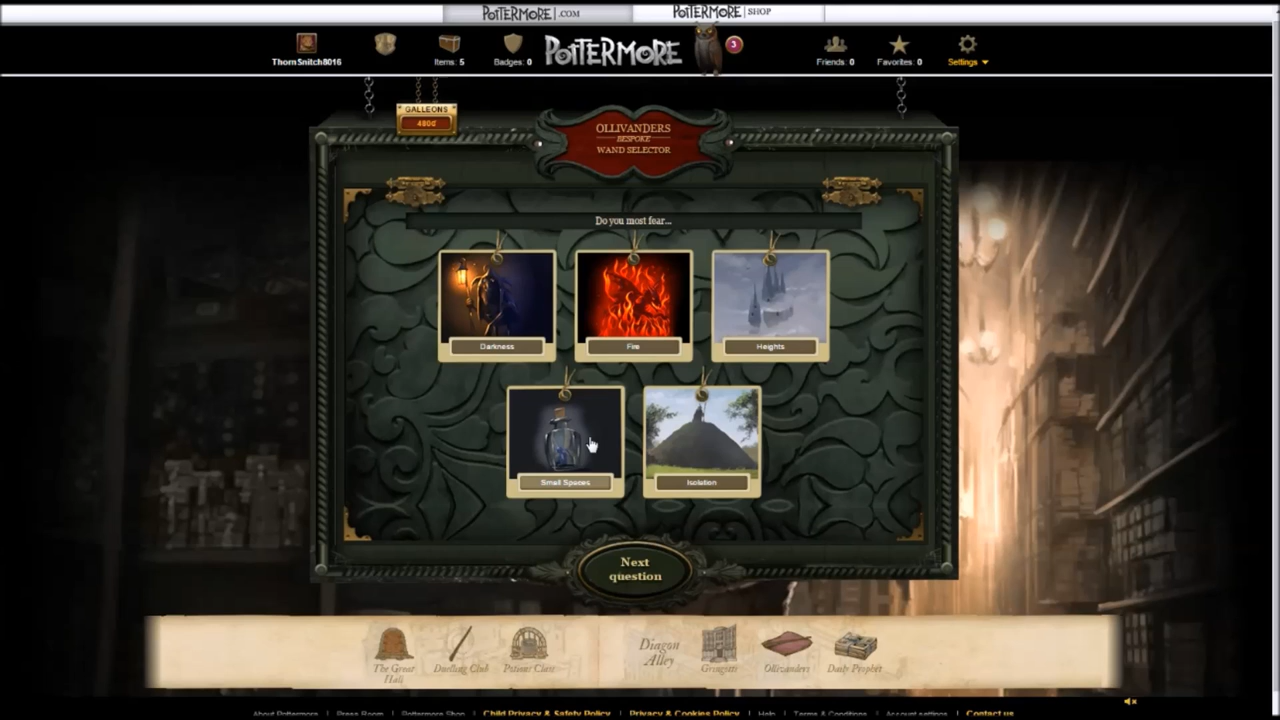 POTTERMORE .COM
POTTERMORE SHOP
ThornSnitch8016
Items: 5
Badges: 0
POTTERMORE
3
Friends: 0
Favorites: 0
Settings
GALLEONS
OLLIVANDERS
BESPOKE
WAND SELECTOR
Do you most fear...
Darkness
Fire
Heights
Small Spaces
Isolation
Next
question
The Great
Hall
Duelling Club
Potions Class
Diagon
Alley
Gringotts
Ollivanders
Daily Prophet
About Pottermore
Press Room
Pottermore Shop
Child Privacy & Safety Policy
Privacy & Cookies Policy
Help
Terms & Conditions
Account settings
Contact us